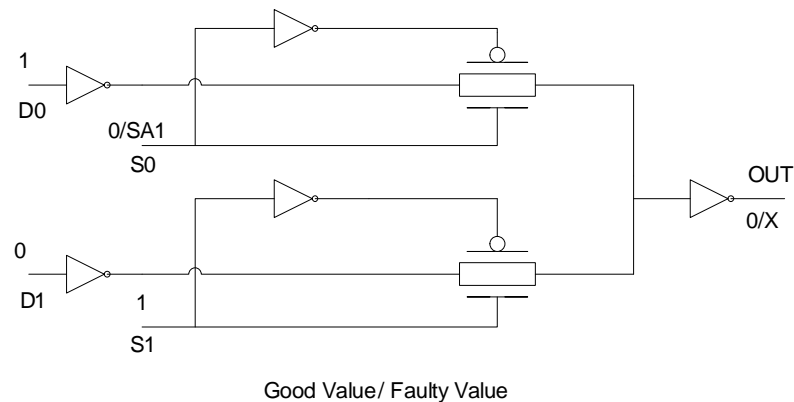 1
D0
0/SA1
S0
OUT
0/X
0
D1
1
S1
Good Value/ Faulty Value